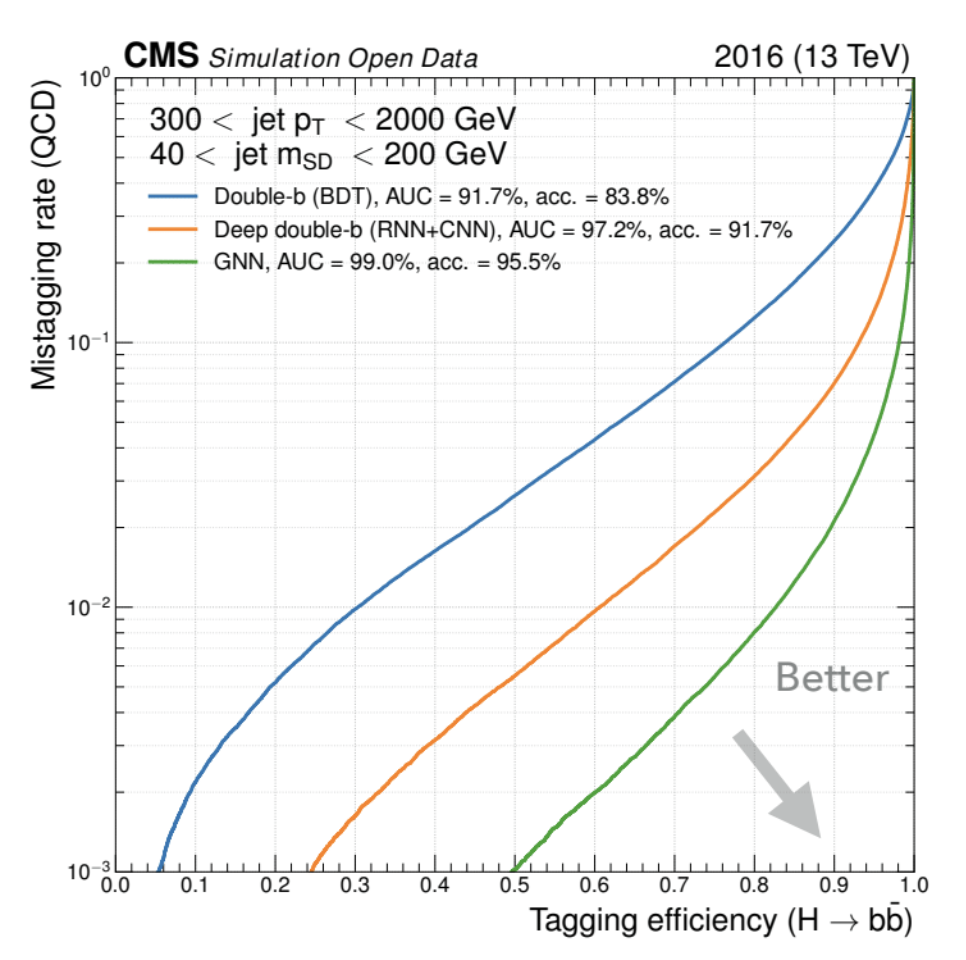 CMS Simulation Open Data 2016 (13 TeV)
Mistagging rate (QCD)
10⁰
10⁻¹
10⁻²
10⁻³
300 < jet p_T < 2000 GeV
40 < jet m_SD < 200 GeV
Double-b (BDT), AUC = 91.7%, acc. = 83.8%
Deep double-b (RNN+CNN), AUC = 97.2%, acc. = 91.7%
GNN, AUC = 99.0%, acc. = 95.5%
Better
0.0 0.1 0.2 0.3 0.4 0.5 0.6 0.7 0.8 0.9 1.0
Tagging efficiency (H → bb̄)